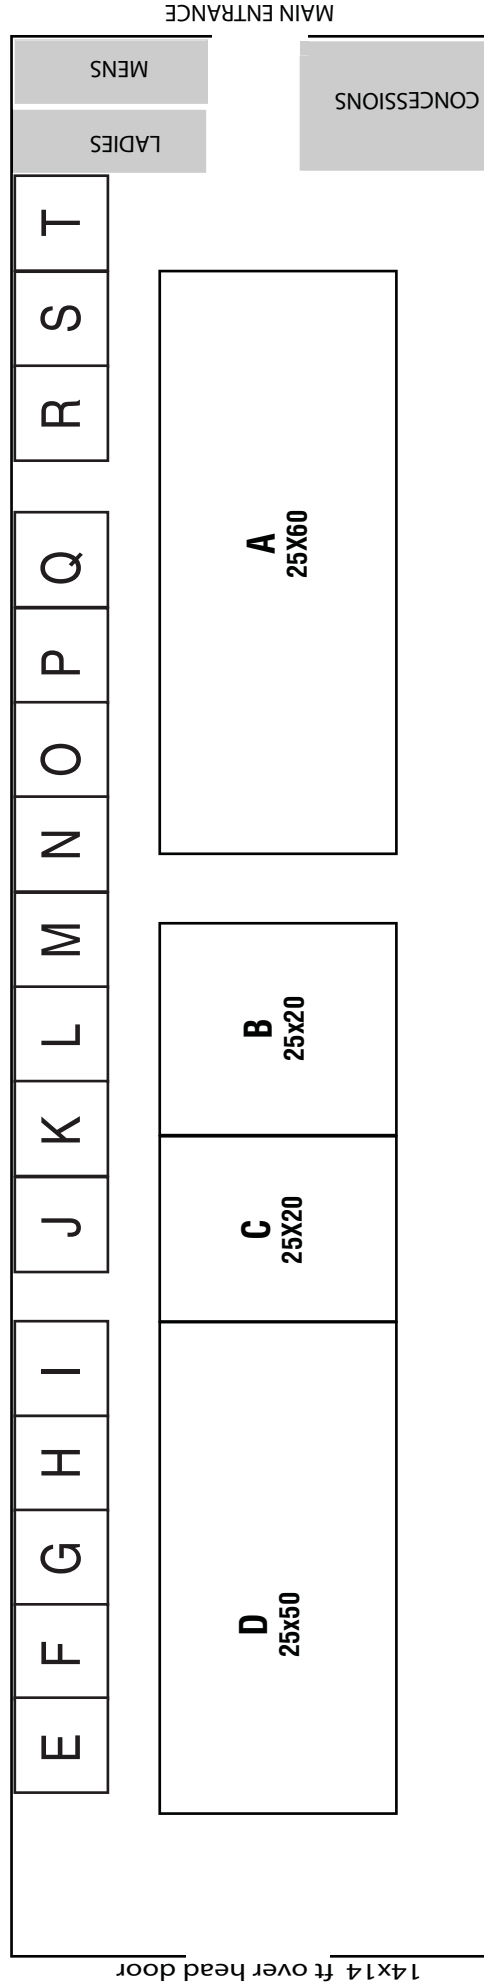 MAIN ENTRANCE
MENS
LADIES
CONCESSIONS
T
S
R
Q
P
O
N
M
L
K
J
I
H
G
F
E
A
25X60
B
25x20
C
25X20
D
25x50
14x14 ft over head door